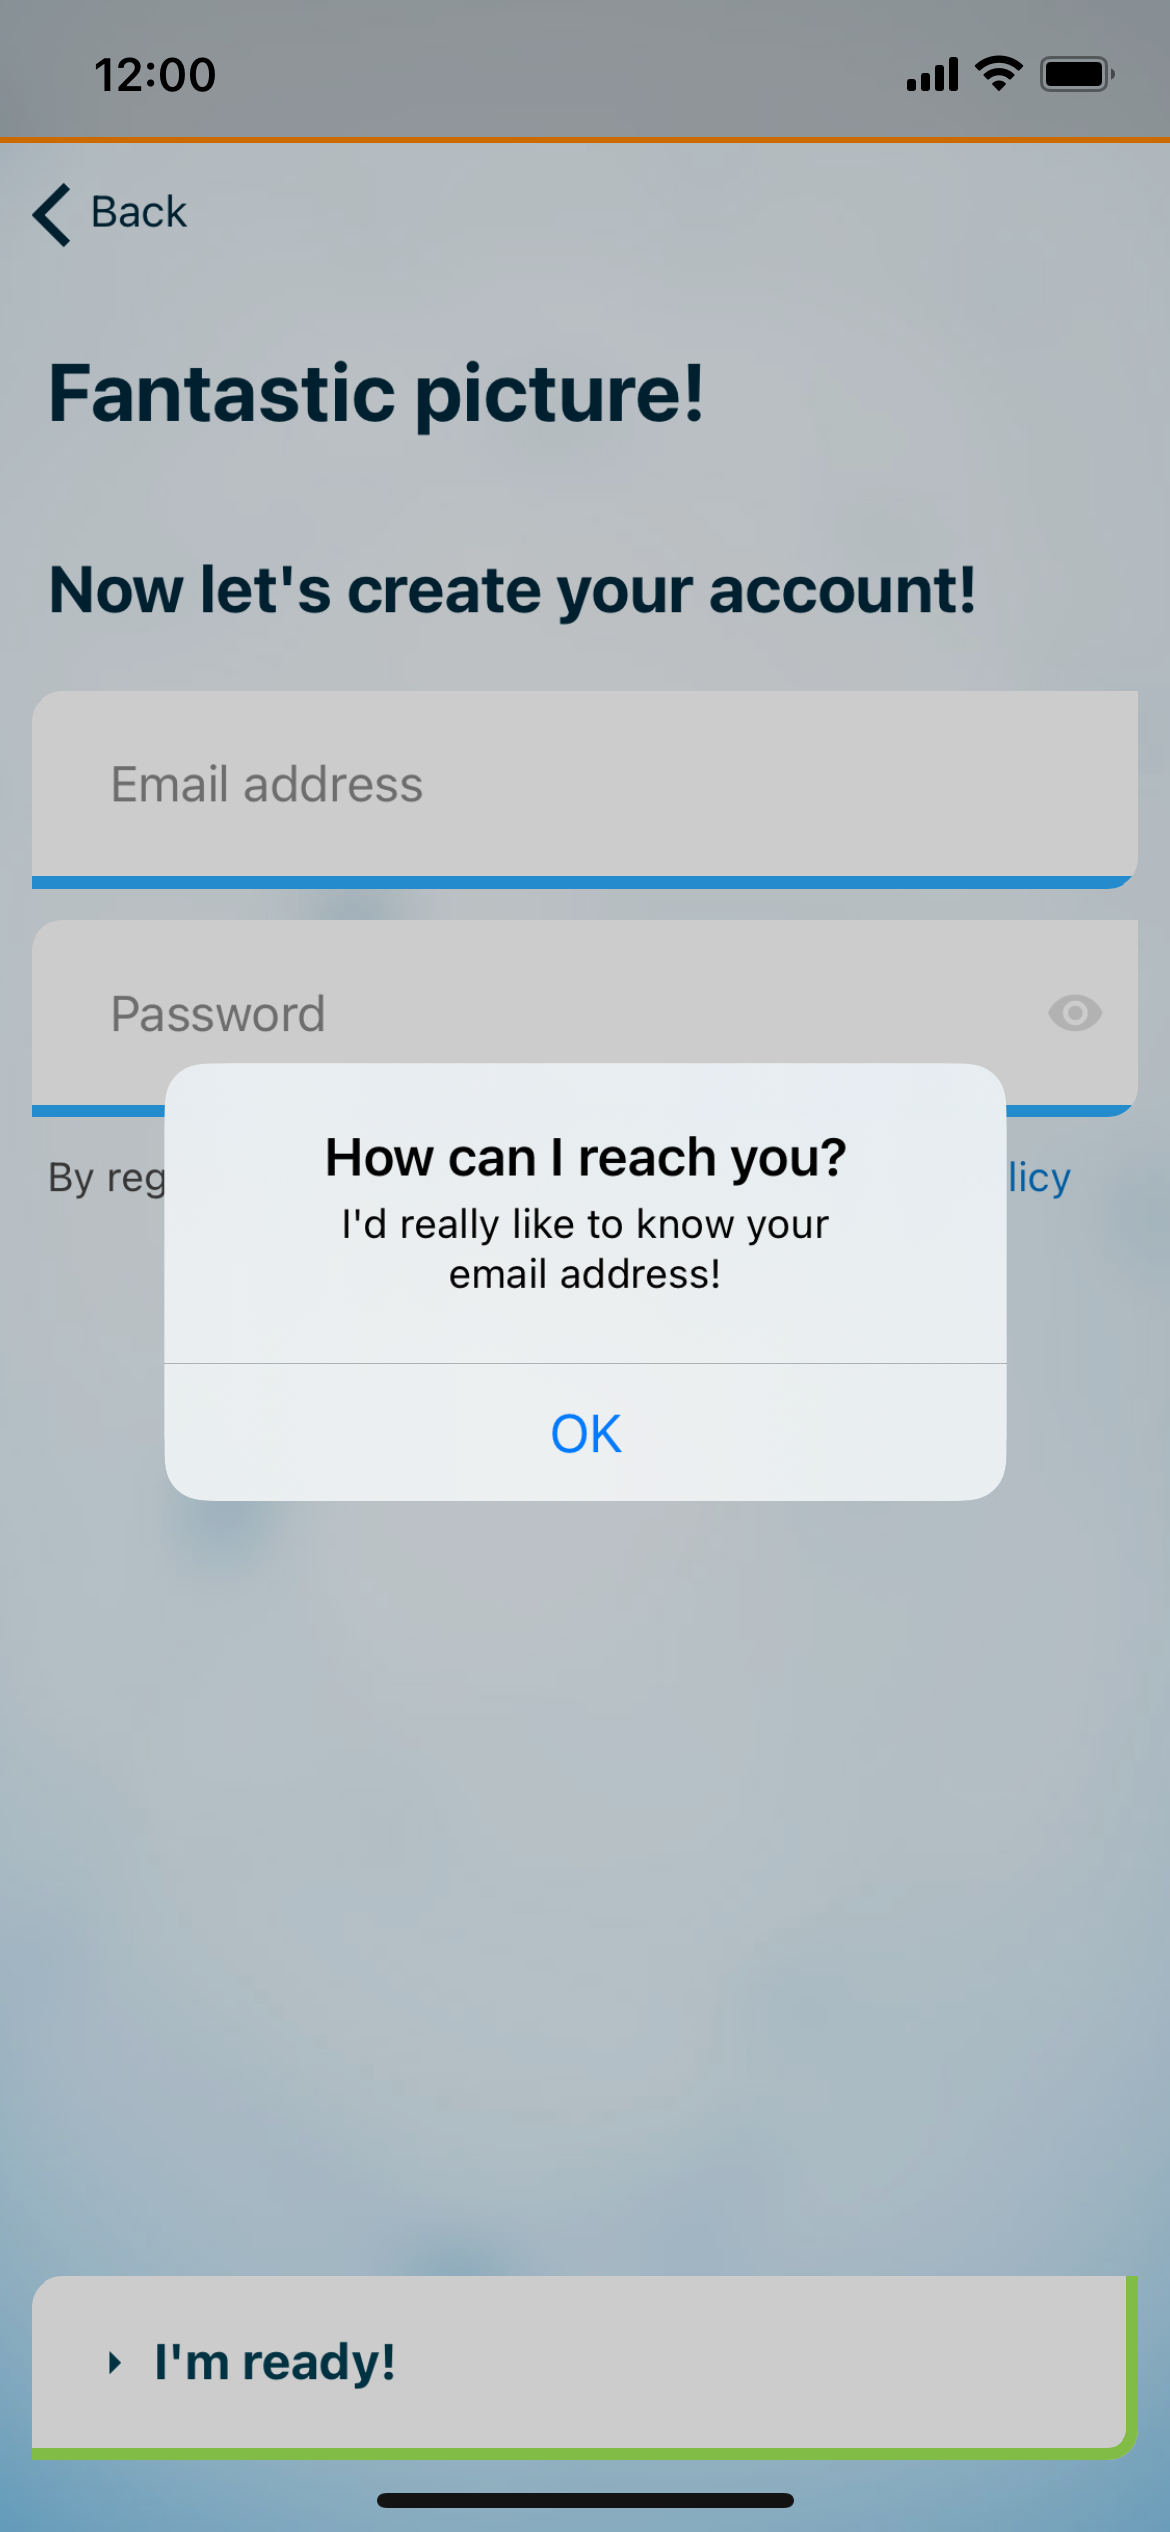 12:00
Back
Fantastic picture!
Now let's create your account!
Email address
Password
How can I reach you?
I'd really like to know your
email address!
OK
By reg
licy
I'm ready!